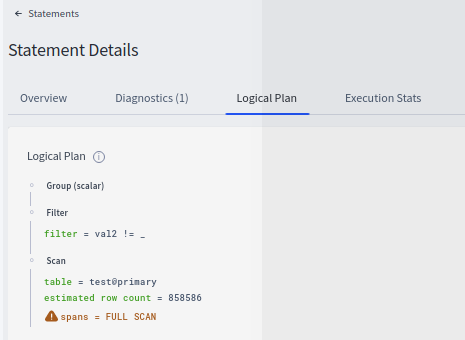 ← Statements
Statement Details
Overview Diagnostics (1) Logical Plan Execution Stats
Logical Plan i
Group (scalar)
Filter
filter = val2 != _
Scan
table = test@primary
estimated row count = 858586
spans = FULL SCAN